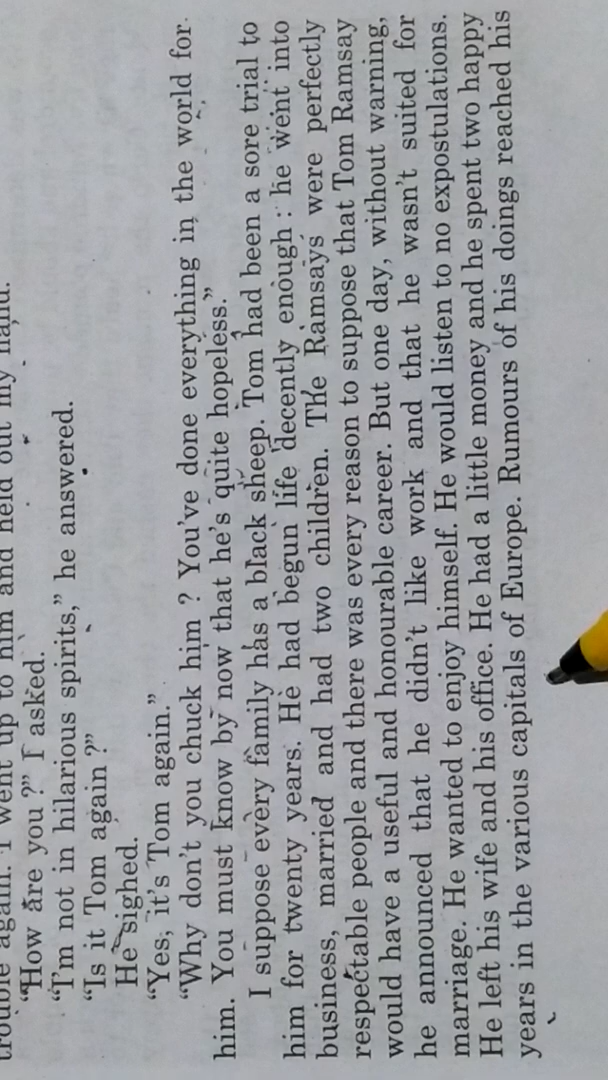 trouble again. I went up to him and held out my hand.
"How are you ?" I asked.
"I'm not in hilarious spirits," he answered.
"Is it Tom again ?"
He sighed.
"Yes, it's Tom again."
"Why don't you chuck him ? You've done everything in the world for
him. You must know by now that he's quite hopeless."
I suppose every family has a black sheep. Tom had been a sore trial to
him for twenty years. He had begun life decently enough : he went into
business, married and had two children. The Ramsays were perfectly
respectable people and there was every reason to suppose that Tom Ramsay
would have a useful and honourable career. But one day, without warning,
he announced that he didn't like work and that he wasn't suited for
marriage. He wanted to enjoy himself. He would listen to no expostulations.
He left his wife and his office. He had a little money and he spent two happy
years in the various capitals of Europe. Rumours of his doings reached his